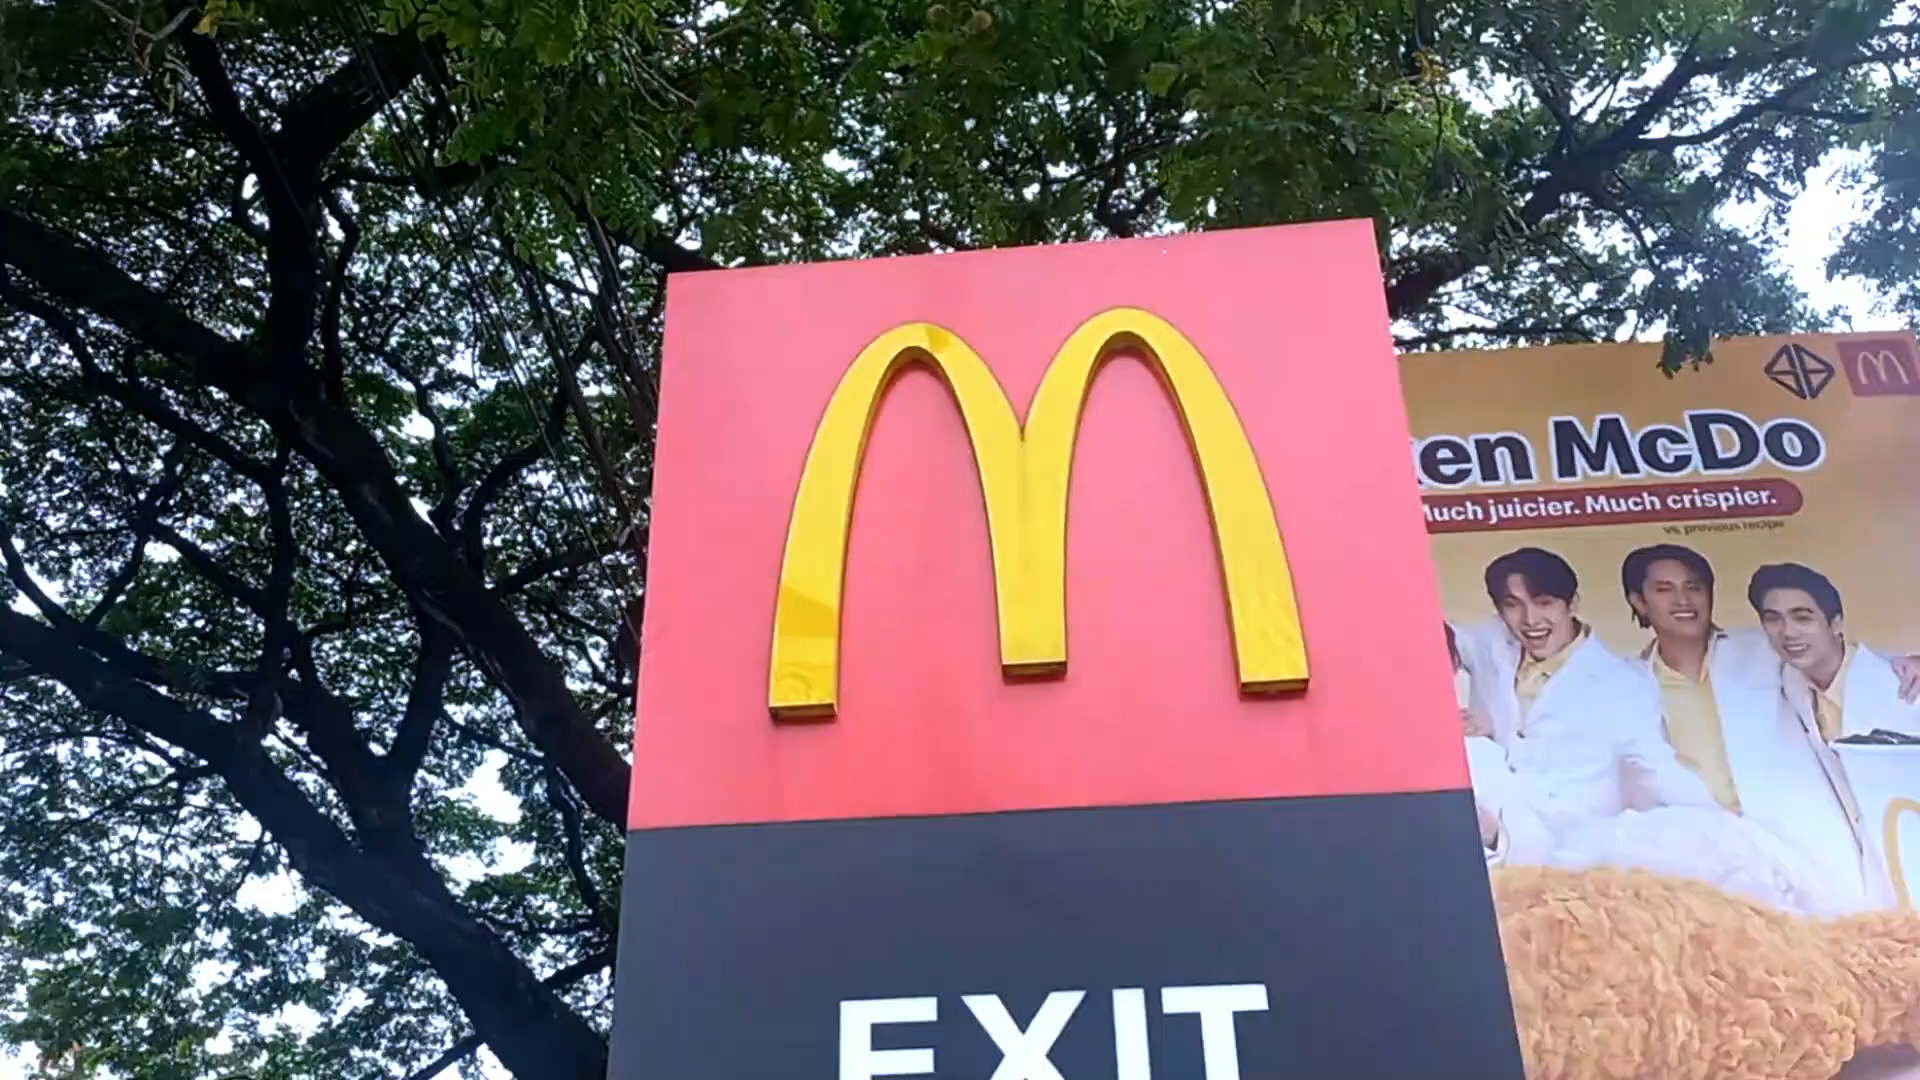 EXIT
ken McDo
Much juicier. Much crispier.
vs. previous recipe